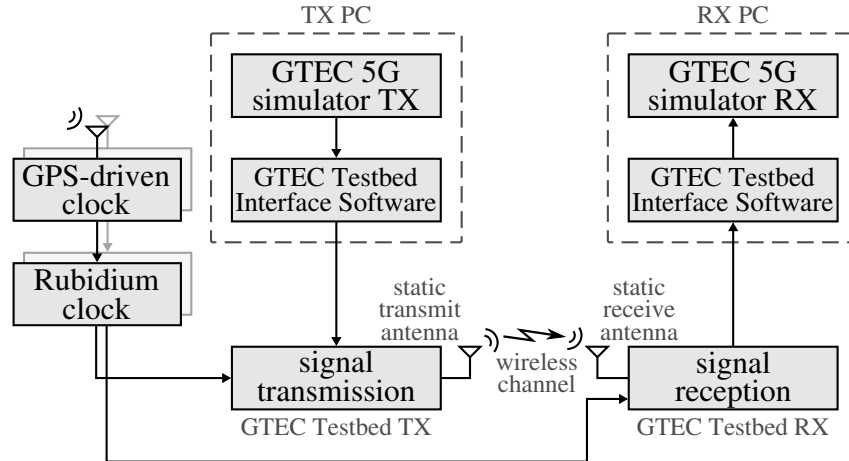 TX PC
RX PC
GTEC 5G
simulator TX
GTEC 5G
simulator RX
GPS-driven
clock
GTEC Testbed
Interface Software
GTEC Testbed
Interface Software
Rubidium
clock
static
transmit
antenna
static
receive
antenna
wireless
channel
signal
transmission
signal
reception
GTEC Testbed TX
GTEC Testbed RX